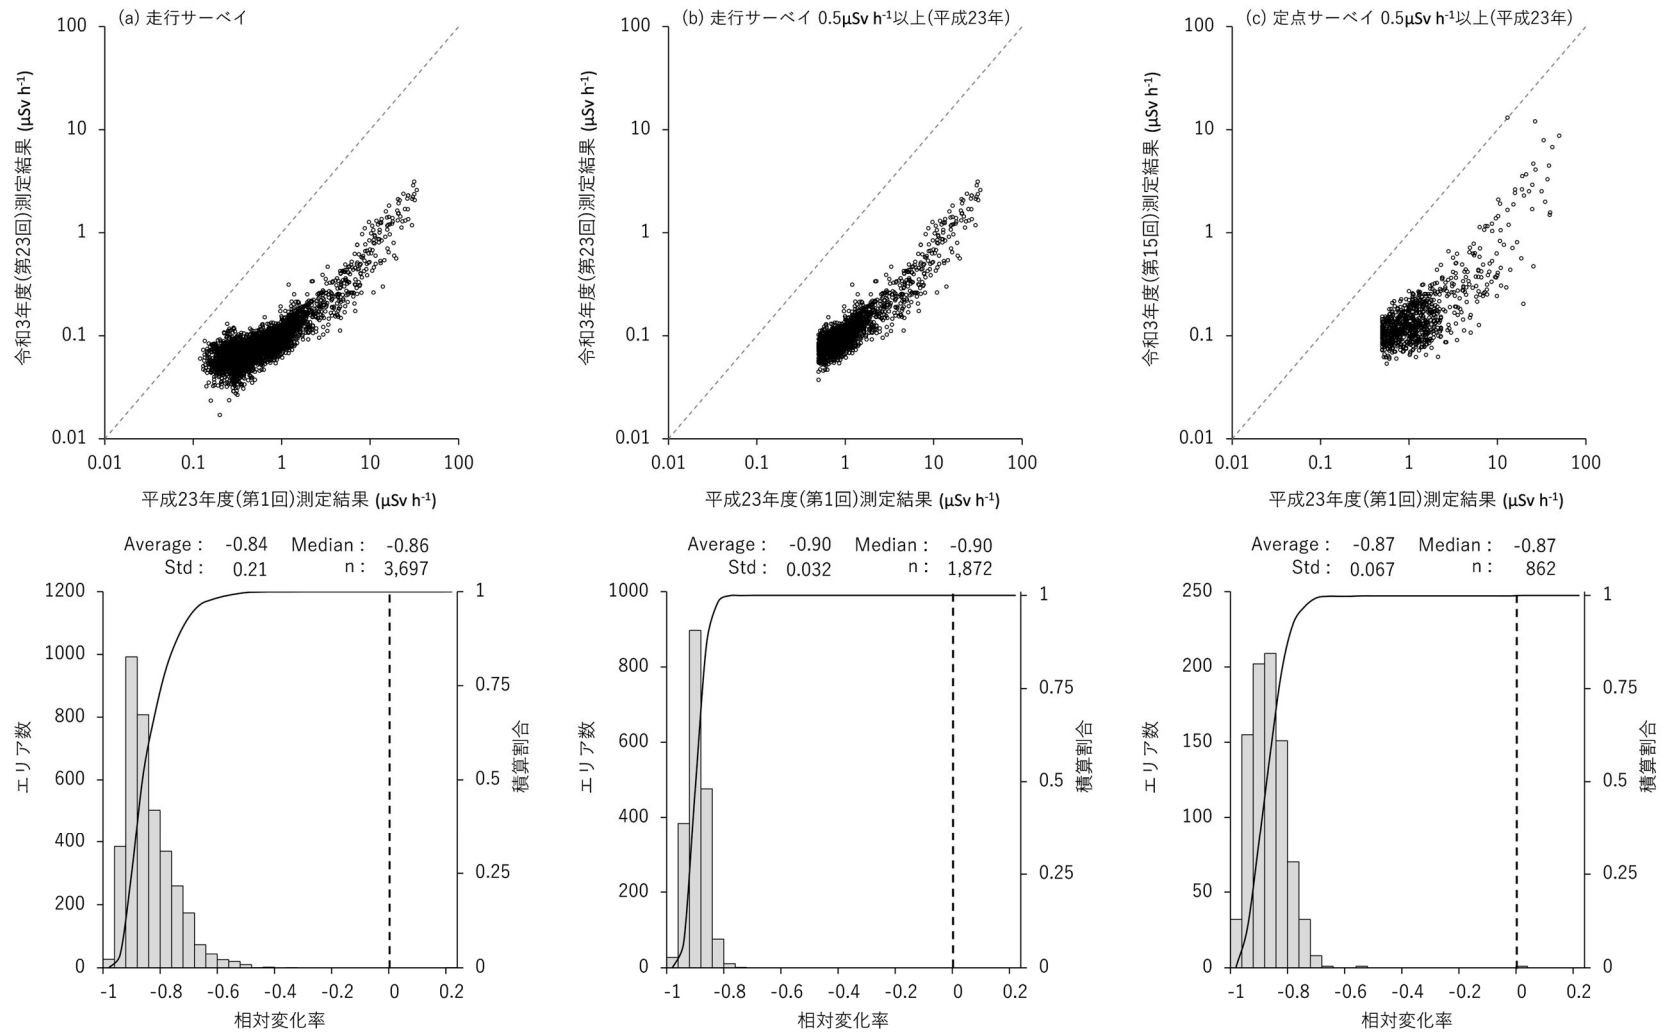 (a) 走行サーベイ
100
10
1
0.1
0.01
0.01 0.1 1 10 100
令和3年度(第23回)測定結果 (μSv h-1)
平成23年度(第1回)測定結果 (μSv h-1)
(b) 走行サーベイ 0.5μSv h-1以上(平成23年)
100
10
1
0.1
0.01
0.01 0.1 1 10 100
令和3年度(第23回)測定結果 (μSv h-1)
平成23年度(第1回)測定結果 (μSv h-1)
(c) 定点サーベイ 0.5μSv h-1以上(平成23年)
100
10
1
0.1
0.01
0.01 0.1 1 10 100
令和3年度(第15回)測定結果 (μSv h-1)
平成23年度(第1回)測定結果 (μSv h-1)
Average : -0.84 Median : -0.86
Std : 0.21 n : 3,697
1200
1000
800
600
400
200
0
1
0.75
0.5
0.25
0
エリア数
積算割合
-1 -0.8 -0.6 -0.4 -0.2 0 0.2
相対変化率
Average : -0.90 Median : -0.90
Std : 0.032 n : 1,872
1000
800
600
400
200
0
1
0.75
0.5
0.25
0
エリア数
積算割合
-1 -0.8 -0.6 -0.4 -0.2 0 0.2
相対変化率
Average : -0.87 Median : -0.87
Std : 0.067 n : 862
250
200
150
100
50
0
1
0.75
0.5
0.25
0
エリア数
積算割合
-1 -0.8 -0.6 -0.4 -0.2 0 0.2
相対変化率